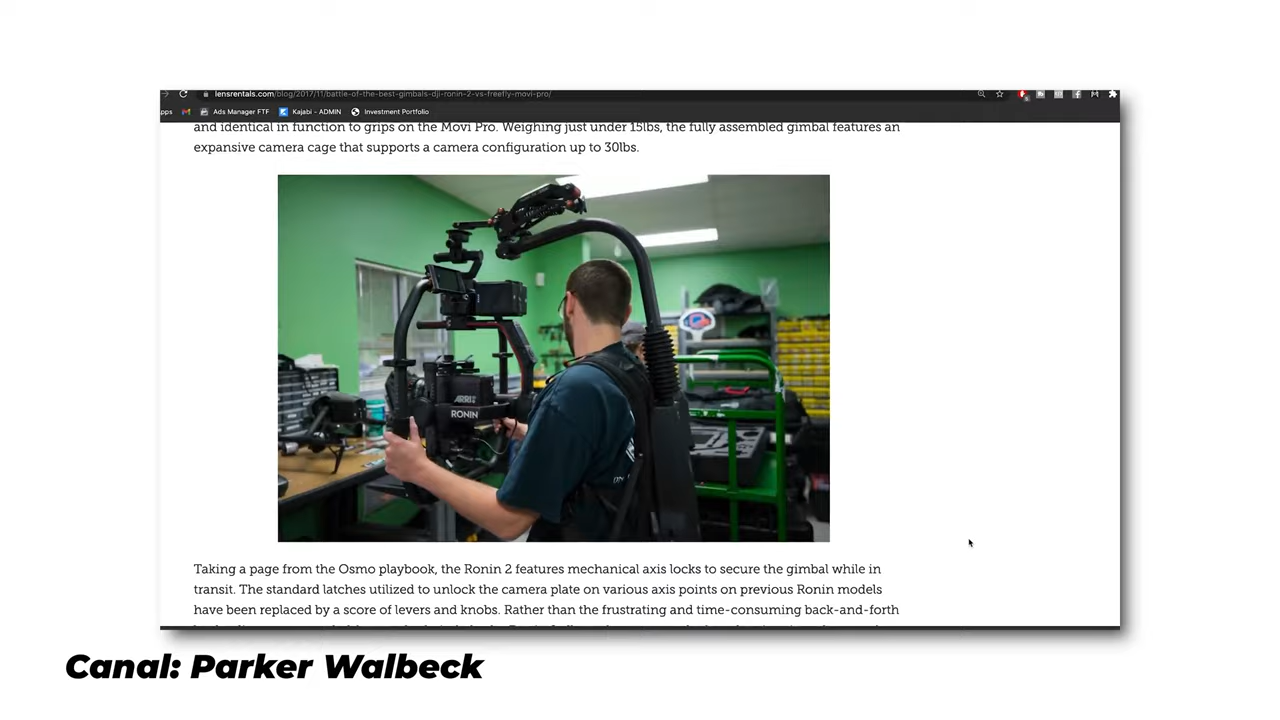 lensrentals.com/blog/2017/11/battle-of-the-best-gimbals-dji-ronin-2-vs-freefly-movi-pro/
pps Ads Manager FTF Kajabi – ADMIN Investment Portfolio
and identical in function to grips on the Movi Pro. Weighing just under 15lbs, the fully assembled gimbal features an
expansive camera cage that supports a camera configuration up to 30lbs.
ARRI
RONIN
Taking a page from the Osmo playbook, the Ronin 2 features mechanical axis locks to secure the gimbal while in
transit. The standard latches utilized to unlock the camera plate on various axis points on previous Ronin models
have been replaced by a score of levers and knobs. Rather than the frustrating and time-consuming back-and-forth
Canal: Parker Walbeck